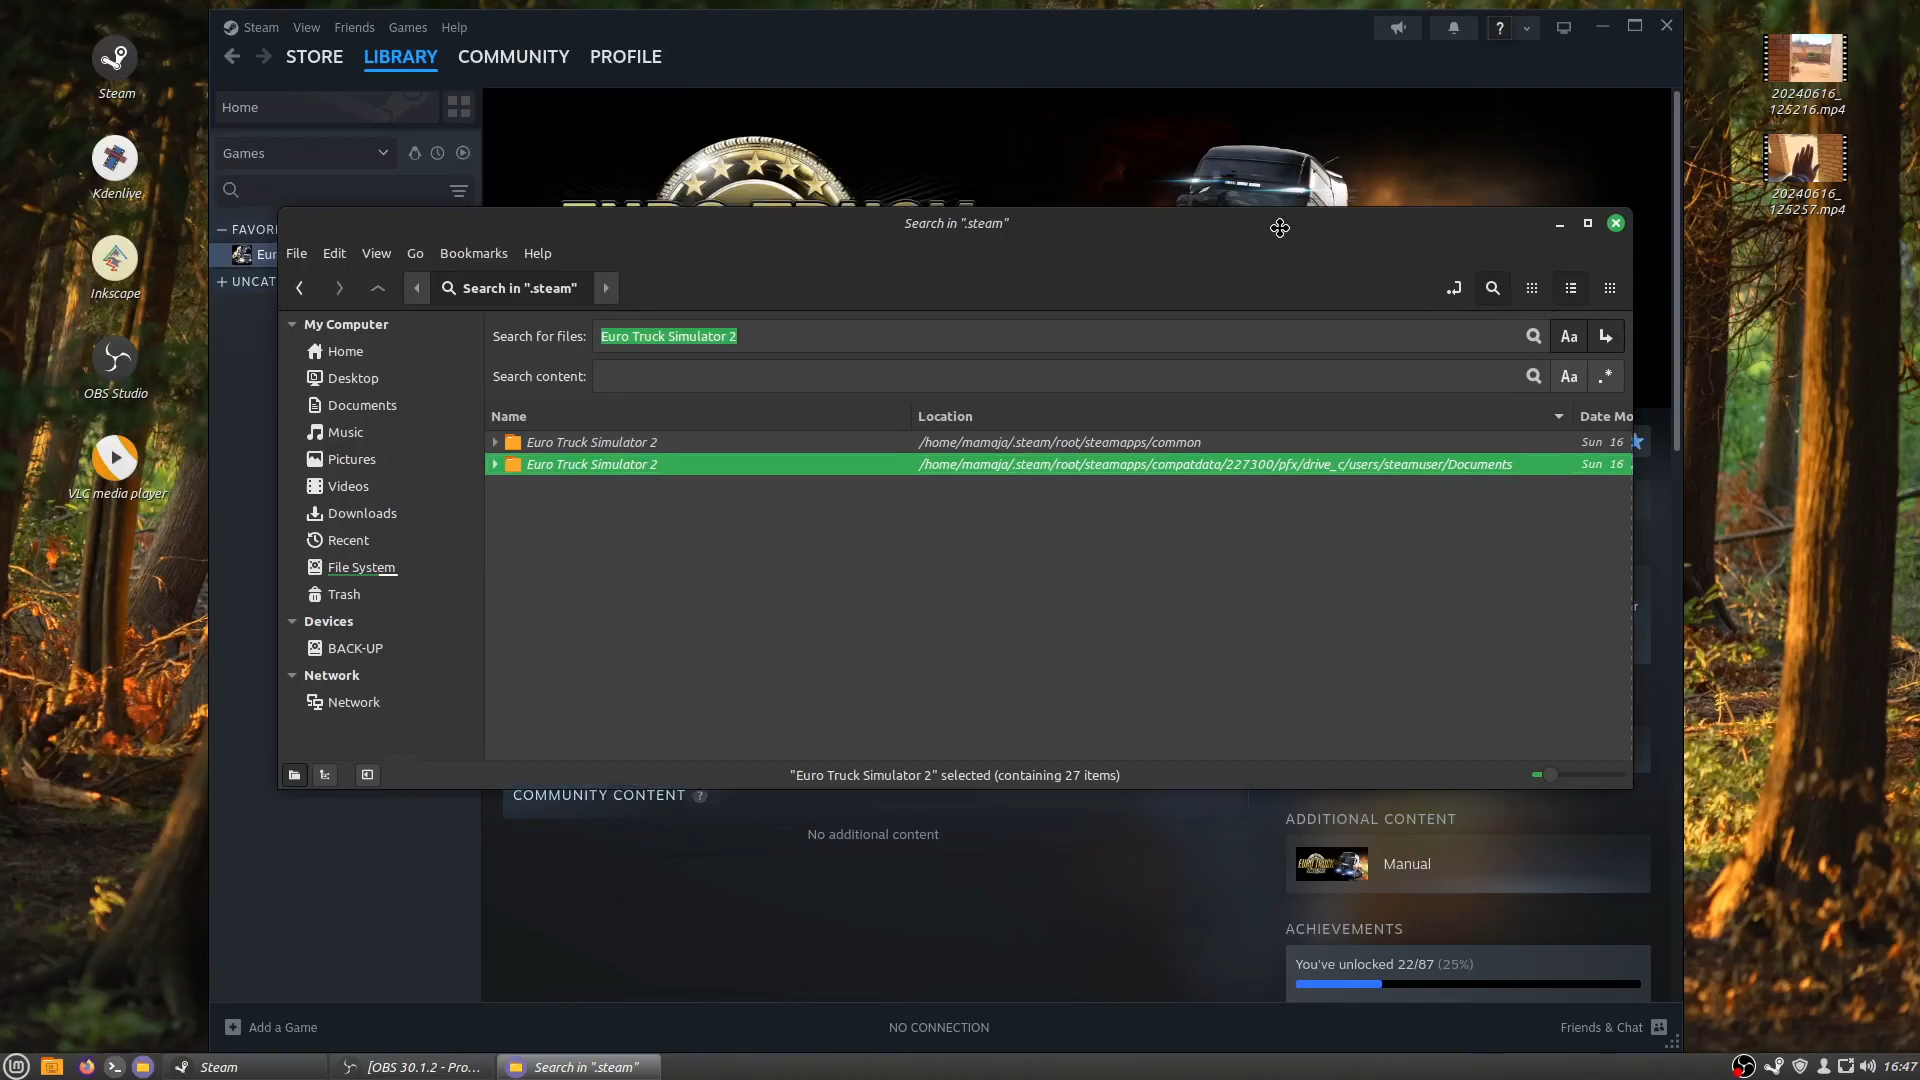 Steam View Friends Games Help
STORE LIBRARY COMMUNITY PROFILE
Home
Games
FAVOR
Eur
UNCAT
Steam
Kdenlive
Inkscape
OBS Studio
VLC media player
20240616_
125216.mp4
20240616_
125257.mp4
Search in ".steam"
File Edit View Go Bookmarks Help
Search in ".steam"
My Computer
Home
Desktop
Documents
Music
Pictures
Videos
Downloads
Recent
File System
Trash
Devices
BACK-UP
Network
Network
Search for files: Euro Truck Simulator 2 Aa
Search content: Aa .*
Name Location Date Mo
Euro Truck Simulator 2 /home/mamaja/.steam/root/steamapps/common Sun 16
Euro Truck Simulator 2 /home/mamaja/.steam/root/steamapps/compatdata/227300/pfx/drive_c/users/steamuser/Documents Sun 16
"Euro Truck Simulator 2" selected (containing 27 items)
COMMUNITY CONTENT ?
No additional content
ADDITIONAL CONTENT
Manual
ACHIEVEMENTS
You've unlocked 22/87 (25%)
Add a Game NO CONNECTION Friends & Chat
Steam [OBS 30.1.2 - Pro... Search in ".steam" 16:47